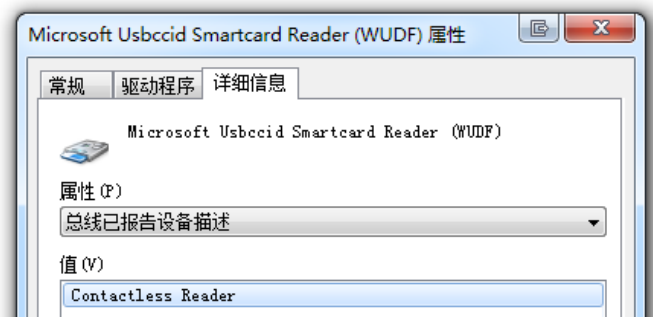 Microsoft Usbccid Smartcard Reader (WUDF) 属性
常规 驱动程序 详细信息
Microsoft Usbccid Smartcard Reader (WUDF)
属性(P)
总线已报告设备描述
值(V)
Contactless Reader